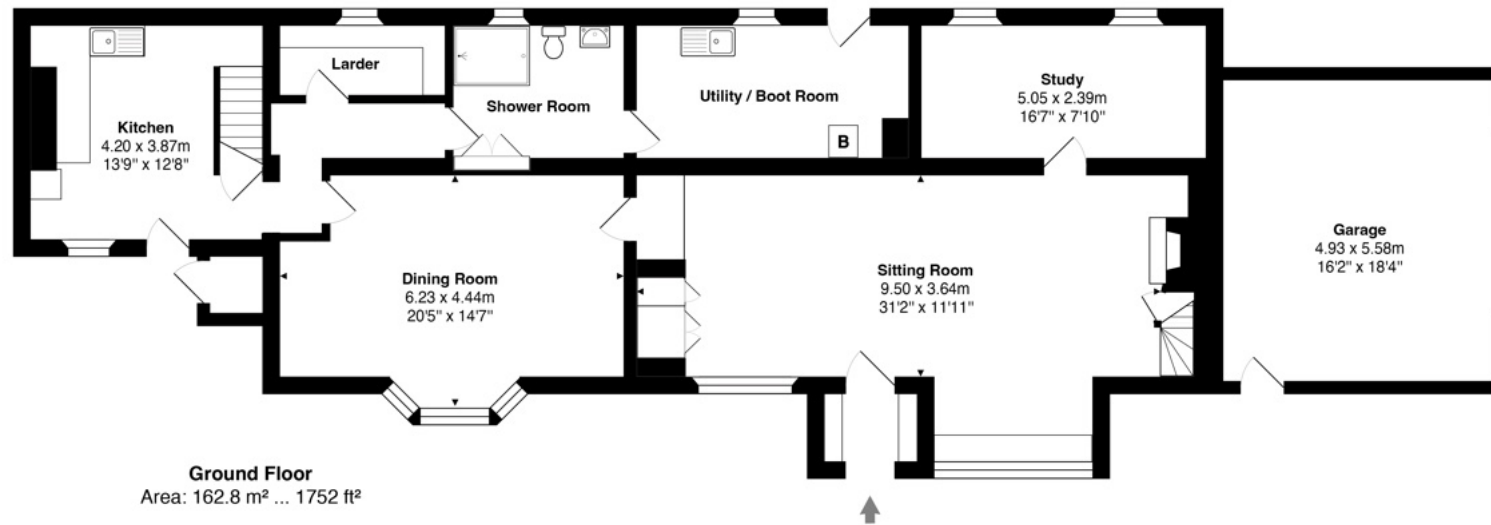 Larder
Shower Room
Kitchen
4.20 x 3.87m
13'9" x 12'8"
Utility / Boot Room
B
Study
5.05 x 2.39m
16'7" x 7'10"
Dining Room
6.23 x 4.44m
20'5" x 14'7"
Sitting Room
9.50 x 3.64m
31'2" x 11'11"
Garage
4.93 x 5.58m
16'2" x 18'4"
Ground Floor
Area: 162.8 m² ... 1752 ft²